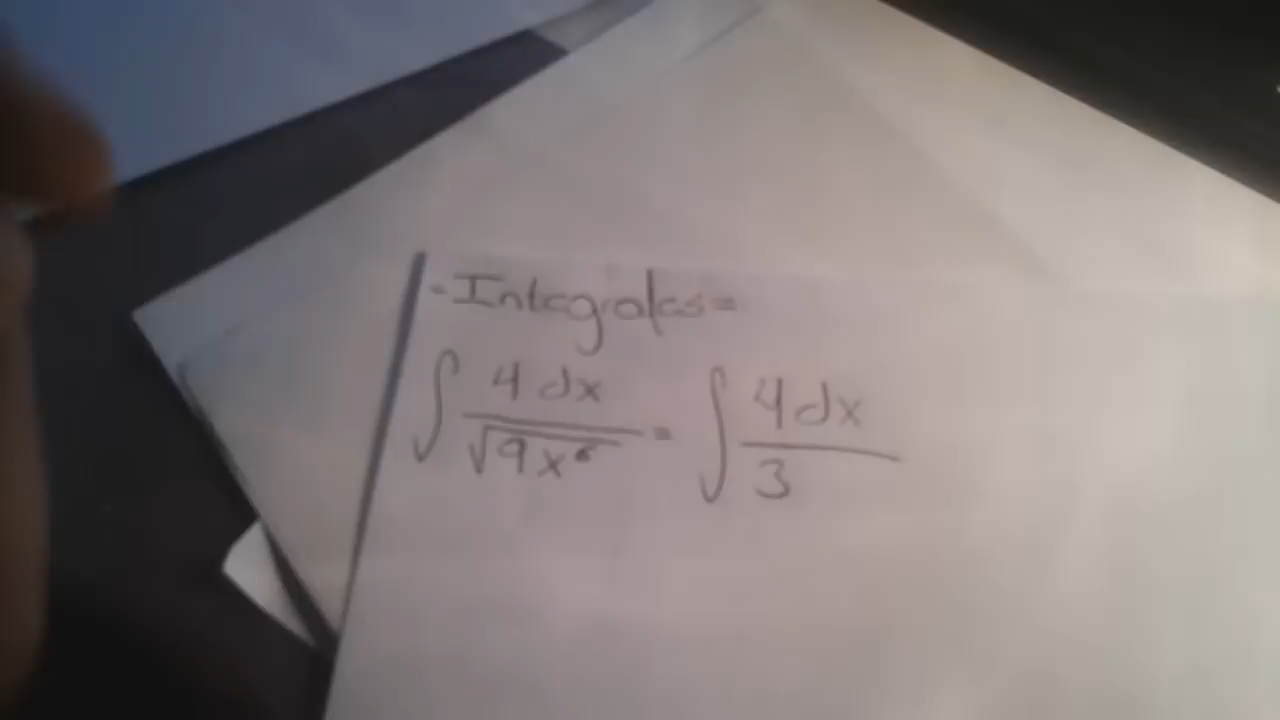 -Integrales=
∫ 4 dx / √9x⁶ = ∫ 4dx / 3